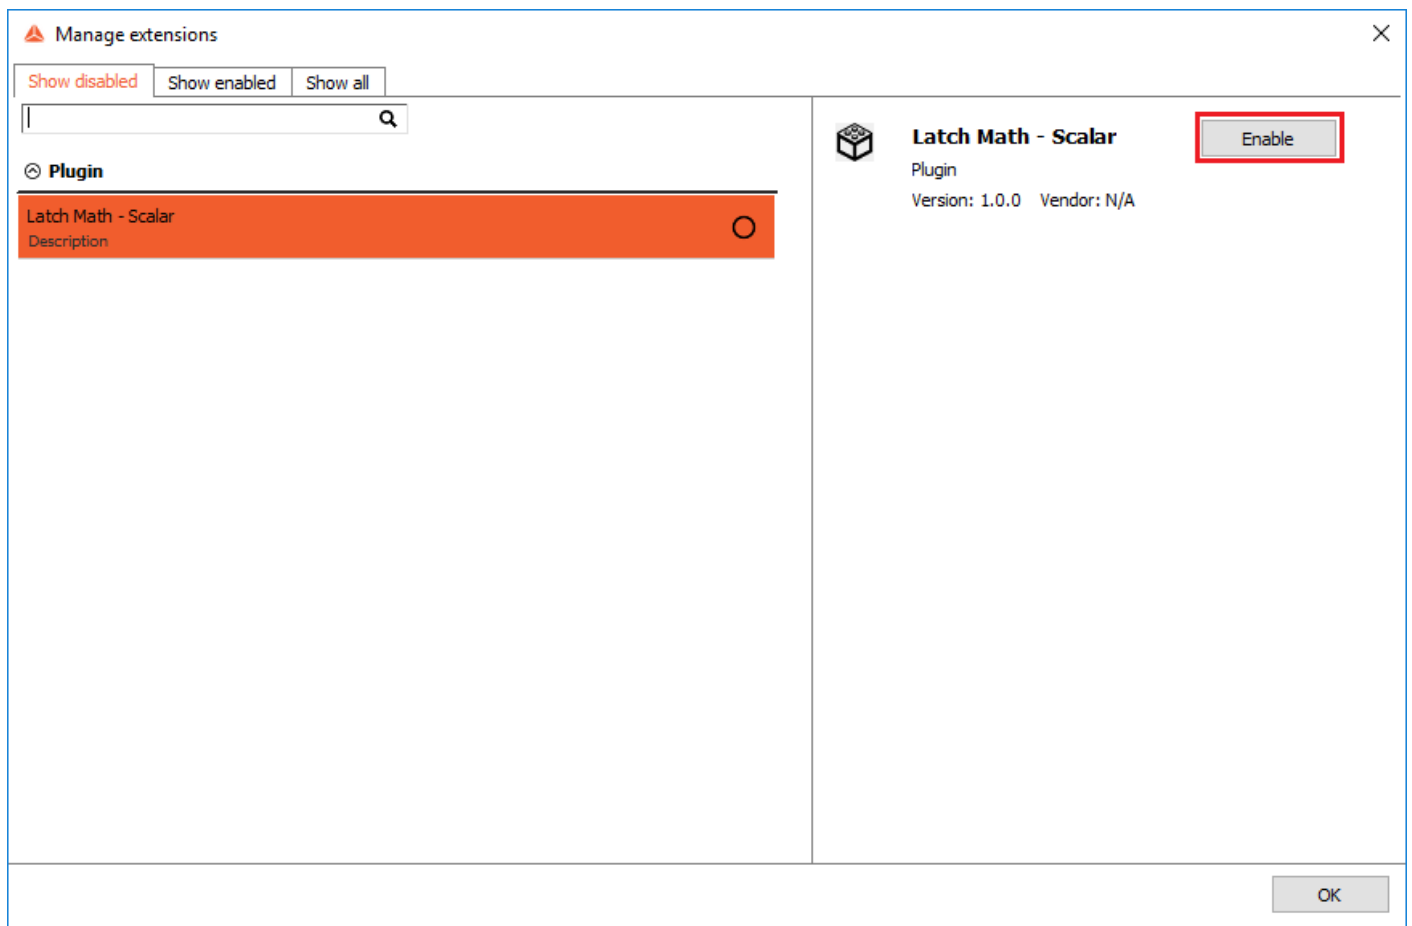 Manage extensions
Show disabled Show enabled Show all
Plugin
Latch Math - Scalar
Description
Latch Math - Scalar
Enable
Plugin
Version: 1.0.0 Vendor: N/A
OK